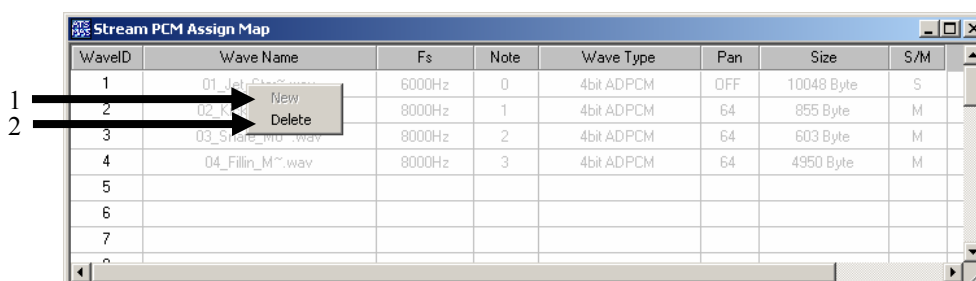 Stream PCM Assign Map
WaveID Wave Name Fs Note Wave Type Pan Size S/M
1 6000Hz 0 4bit ADPCM OFF 10048 Byte S
1 New
2 8000Hz 1 4bit ADPCM 64 855 Byte M
2 Delete
3 8000Hz 2 4bit ADPCM 64 603 Byte M
4 04_Fillin_M~.wav 8000Hz 3 4bit ADPCM 64 4950 Byte M
5
6
7